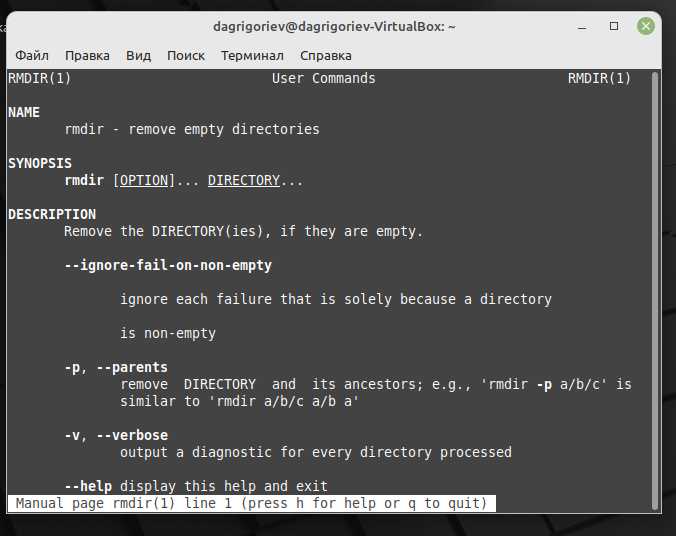 dagrigoriev@dagrigoriev-VirtualBox: ~
Файл Правка Вид Поиск Терминал Справка
RMDIR(1) User Commands RMDIR(1)
NAME
rmdir - remove empty directories
SYNOPSIS
rmdir [OPTION]... DIRECTORY...
DESCRIPTION
Remove the DIRECTORY(ies), if they are empty.
--ignore-fail-on-non-empty
ignore each failure that is solely because a directory
is non-empty
-p, --parents
remove DIRECTORY and its ancestors; e.g., 'rmdir -p a/b/c' is
similar to 'rmdir a/b/c a/b a'
-v, --verbose
output a diagnostic for every directory processed
--help display this help and exit
Manual page rmdir(1) line 1 (press h for help or q to quit)